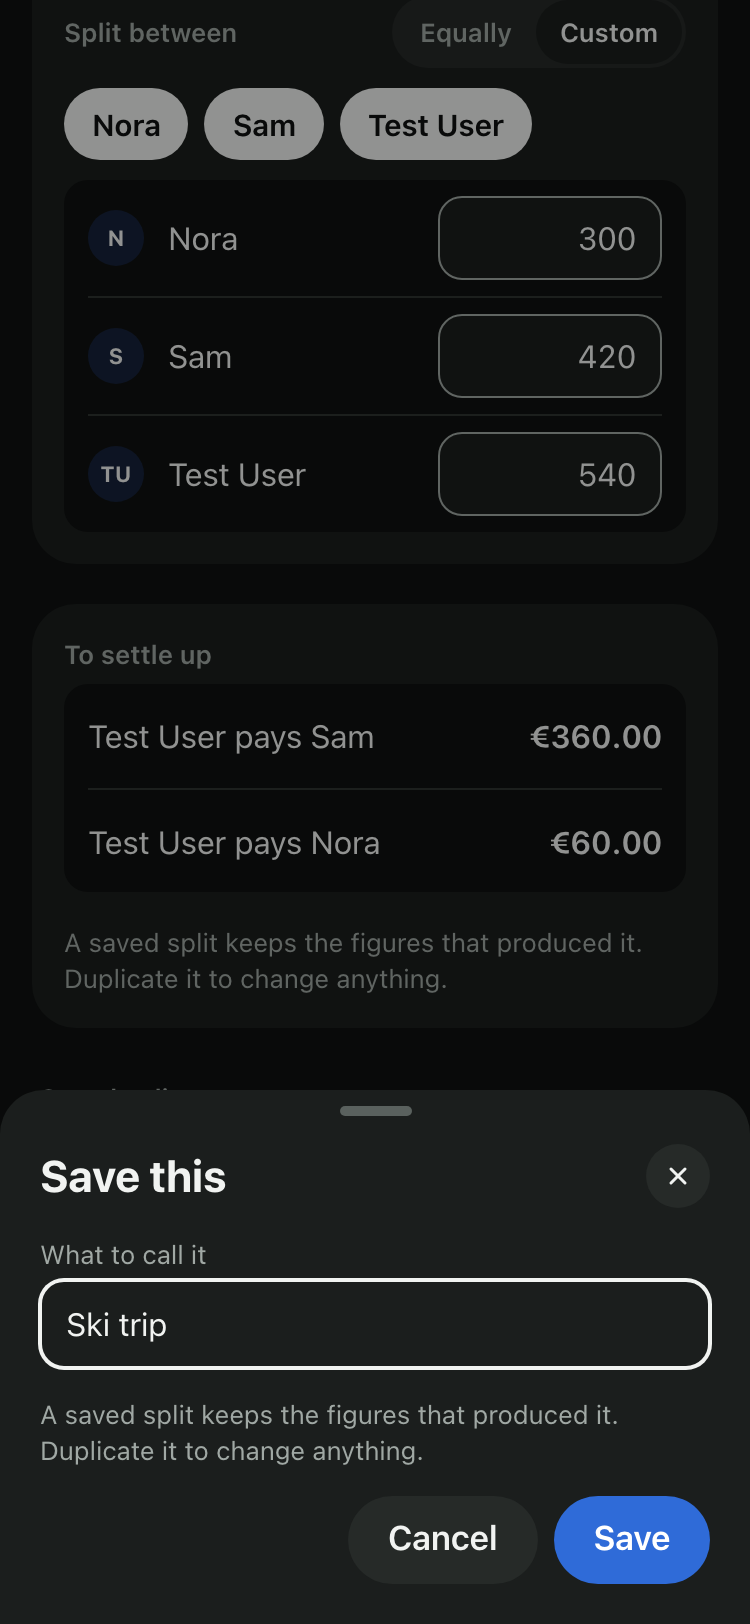 Split between
Equally
Custom
Nora
Sam
Test User
N
Nora
300
S
Sam
420
TU
Test User
540
To settle up
Test User pays Sam
€360.00
Test User pays Nora
€60.00
A saved split keeps the figures that produced it.
Duplicate it to change anything.
Save this
What to call it
Ski trip
A saved split keeps the figures that produced it.
Duplicate it to change anything.
Cancel
Save